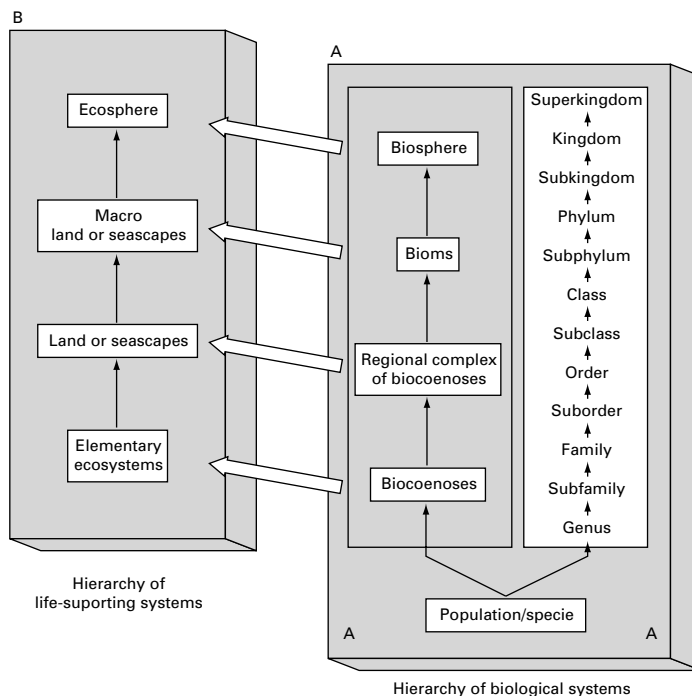 B
Ecosphere
Macro
land or seascapes
Land or seascapes
Elementary
ecosystems
Hierarchy of
life-suporting systems
A
Biosphere
Bioms
Regional complex
of biocoenoses
Biocoenoses
Superkingdom
Kingdom
Subkingdom
Phylum
Subphylum
Class
Subclass
Order
Suborder
Family
Subfamily
Genus
Population/specie
A
A
Hierarchy of biological systems